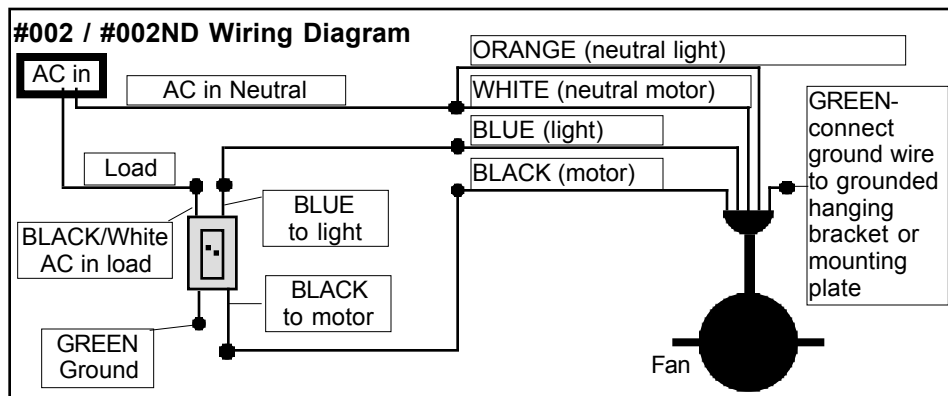 #002 / #002ND Wiring Diagram
AC in
AC in Neutral
ORANGE (neutral light)
WHITE (neutral motor)
BLUE (light)
BLACK (motor)
GREEN-
connect
ground wire
to grounded
hanging
bracket or
mounting
plate
Load
BLACK/White
AC in load
BLUE
to light
BLACK
to motor
GREEN
Ground
Fan